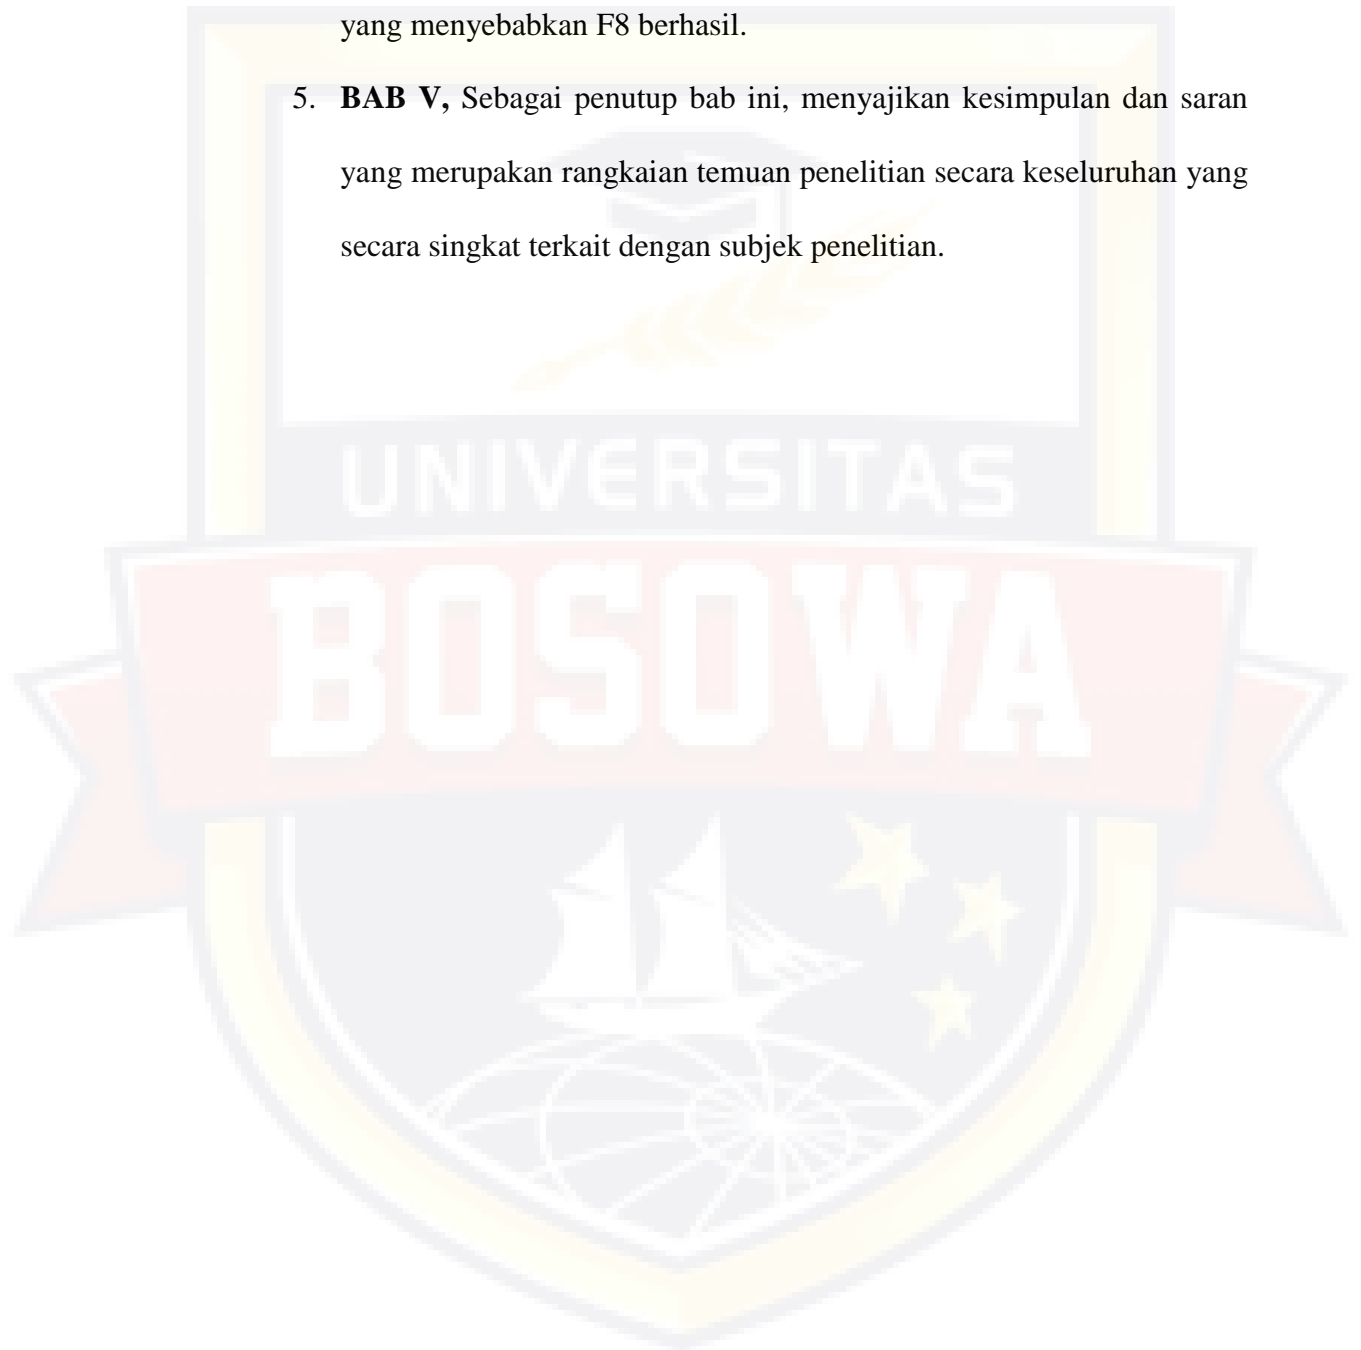 yang menyebabkan F8 berhasil.
5. BAB V, Sebagai penutup bab ini, menyajikan kesimpulan dan saran
yang merupakan rangkaian temuan penelitian secara keseluruhan yang
secara singkat terkait dengan subjek penelitian.
UNIVERSITAS
BOSOWA